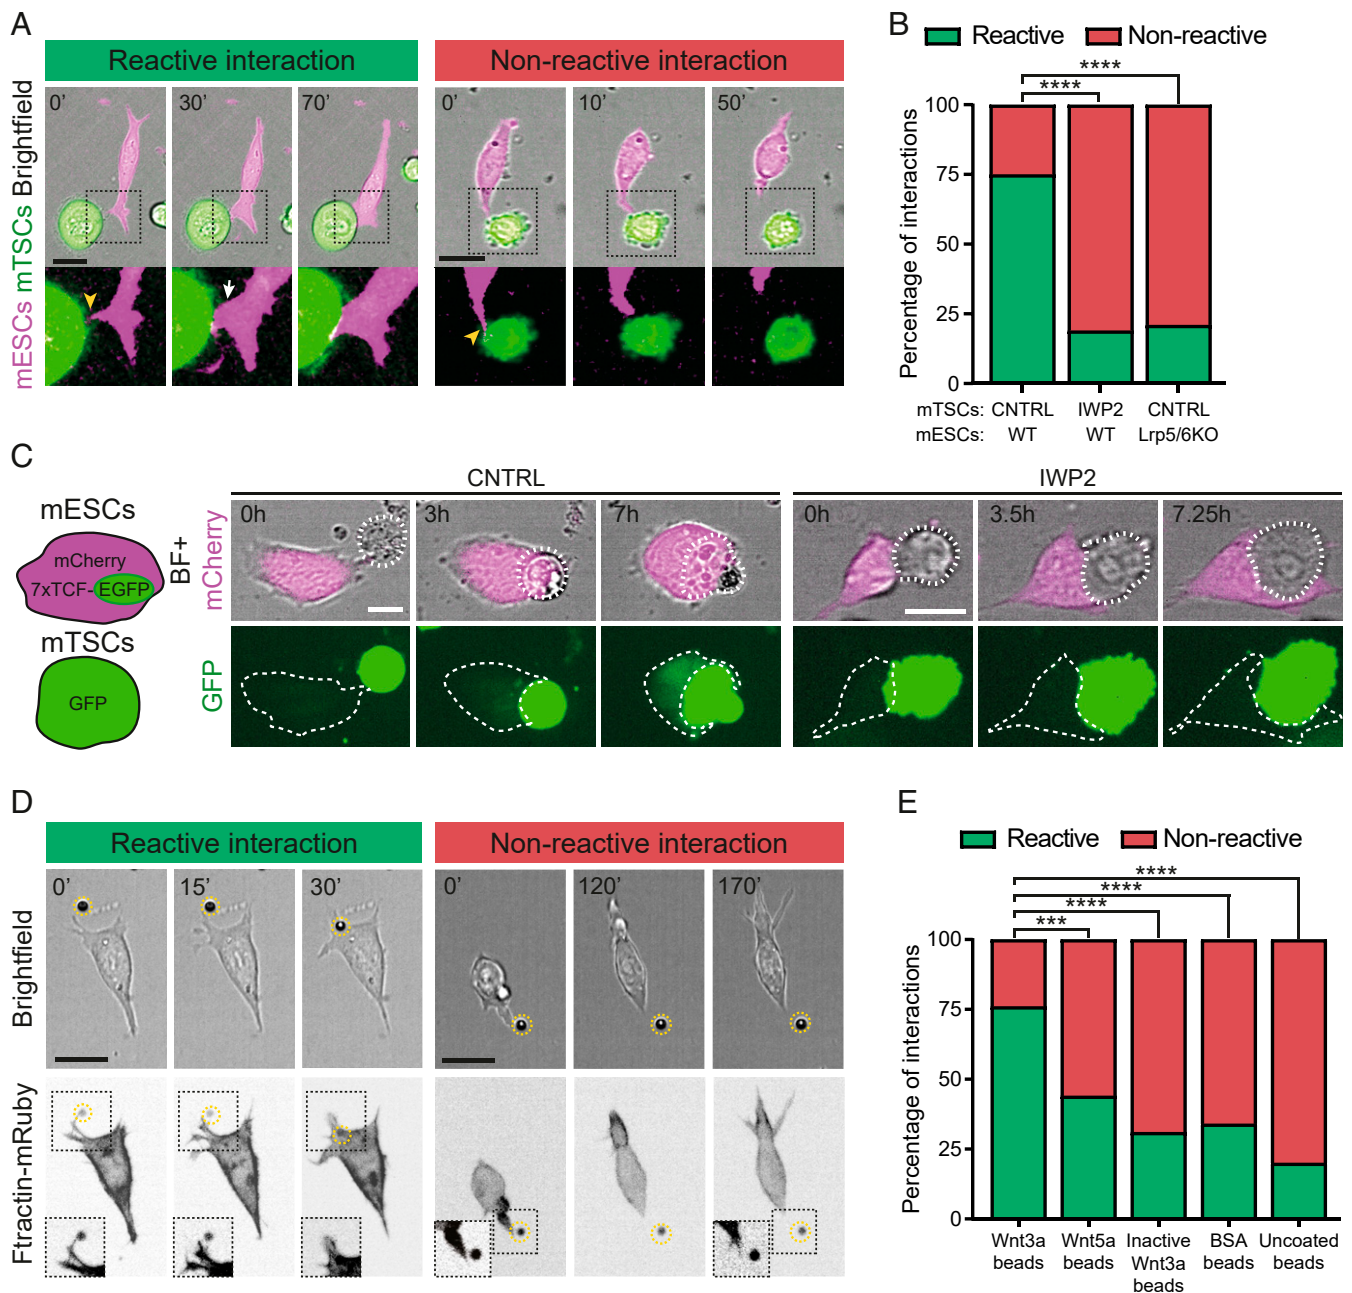 A
Reactive interaction
Non-reactive interaction
mESCs mTSCs Brightfield
0’
30’
70’
0’
10’
50’
B
Reactive
Non-reactive
****
****
Percentage of interactions
100
75
50
25
0
mTSCs: CNTRL IWP2 CNTRL
mESCs: WT WT Lrp5/6KO
C
CNTRL
IWP2
mESCs
mCherry
7xTCF-EGFP
mTSCs
GFP
BF+
mCherry
GFP
0h
3h
7h
0h
3.5h
7.25h
D
Reactive interaction
Non-reactive interaction
Brightfield
0’
15’
30’
0’
120’
170’
Ftractin-mRuby
E
Reactive
Non-reactive
****
****
****
***
Percentage of interactions
100
75
50
25
0
Wnt3a beads
Wnt5a beads
Inactive Wnt3a beads
BSA beads
Uncoated beads